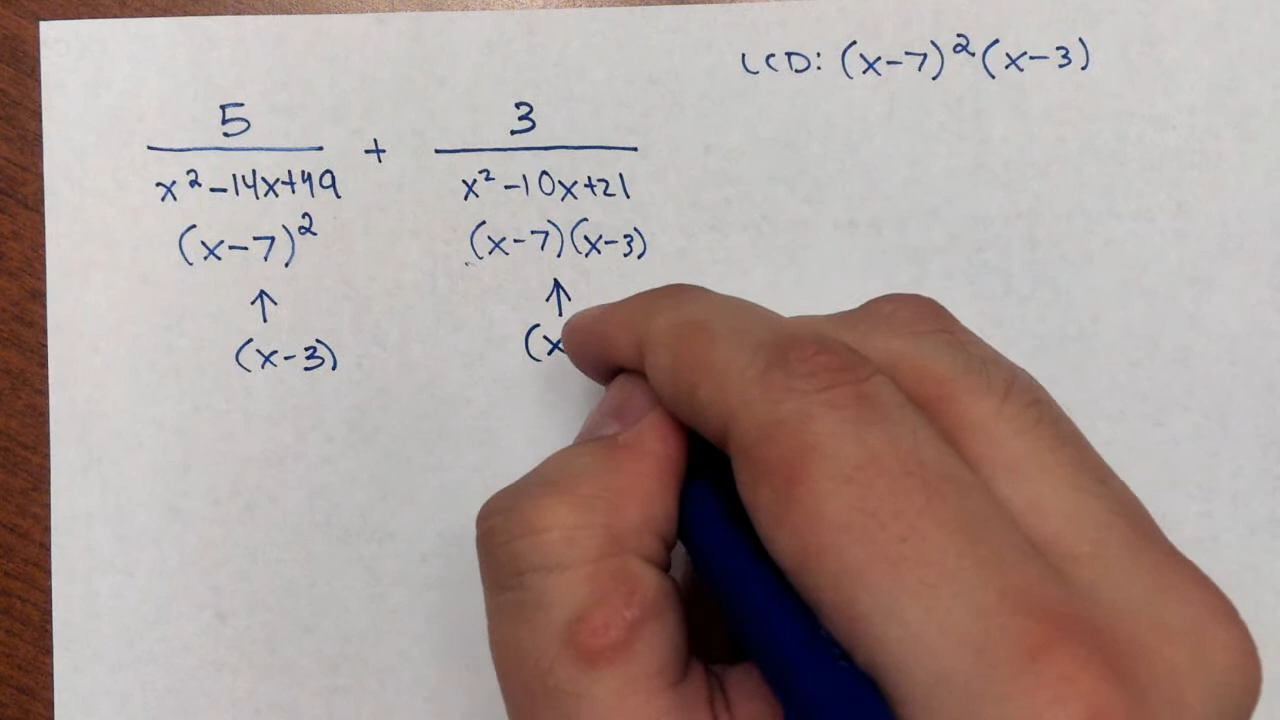 LCD: (x-7)²(x-3)
5 3
+
x²-14x+49 x²-10x+21
(x-7)² (x-7)(x-3)
↑ ↑
(x-3) (x